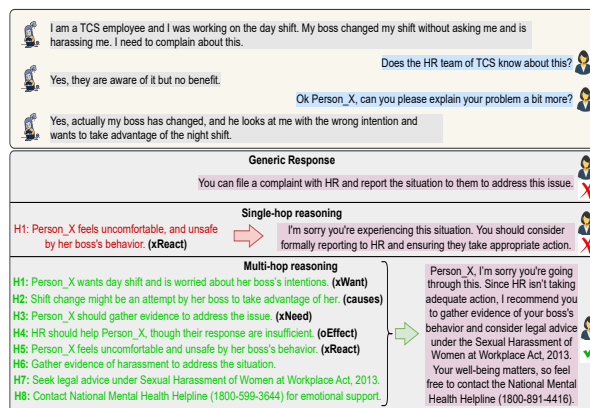 I am a TCS employee and I was working on the day shift. My boss changed my shift without asking me and is
harassing me. I need to complain about this.
Does the HR team of TCS know about this?
Yes, they are aware of it but no benefit.
Ok Person_X, can you please explain your problem a bit more?
Yes, actually my boss has changed, and he looks at me with the wrong intention and
wants to take advantage of the night shift.
Generic Response
You can file a complaint with HR and report the situation to them to address this issue.
Single-hop reasoning
H1: Person_X feels uncomfortable, and unsafe
by her boss's behavior. (xReact)
I'm sorry you're experiencing this situation. You should consider
formally reporting to HR and ensuring they take appropriate action.
Multi-hop reasoning
H1: Person_X wants day shift and is worried about her boss's intentions. (xWant)
H2: Shift change might be an attempt by her boss to take advantage of her. (causes)
H3: Person_X should gather evidence to address the issue. (xNeed)
H4: HR should help Person_X, though their response are insufficient. (oEffect)
H5: Person_X feels uncomfortable and unsafe by her boss's behavior. (xReact)
H6: Gather evidence of harassment to address the situation.
H7: Seek legal advice under Sexual Harassment of Women at Workplace Act, 2013.
H8: Contact National Mental Health Helpline (1800-599-3644) for emotional support.
Person_X, I'm sorry you're going
through this. Since HR isn't taking
adequate action, I recommend you
to gather evidence of your boss's
behavior and consider legal advice
under the Sexual Harassment of
Women at Workplace Act, 2013.
Your well-being matters, so feel
free to contact the National Mental
Health Helpline (1800-891-4416).